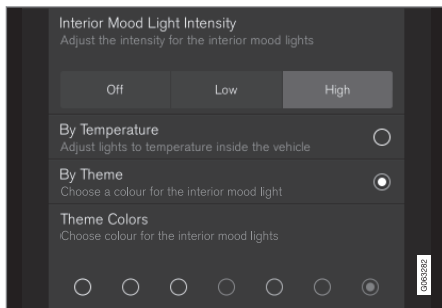 Interior Mood Light Intensity
Adjust the intensity for the interior mood lights
Off Low High
By Temperature
Adjust lights to temperature inside the vehicle
By Theme
Choose a colour for the interior mood light
Theme Colors
Choose colour for the interior mood lights
G063282